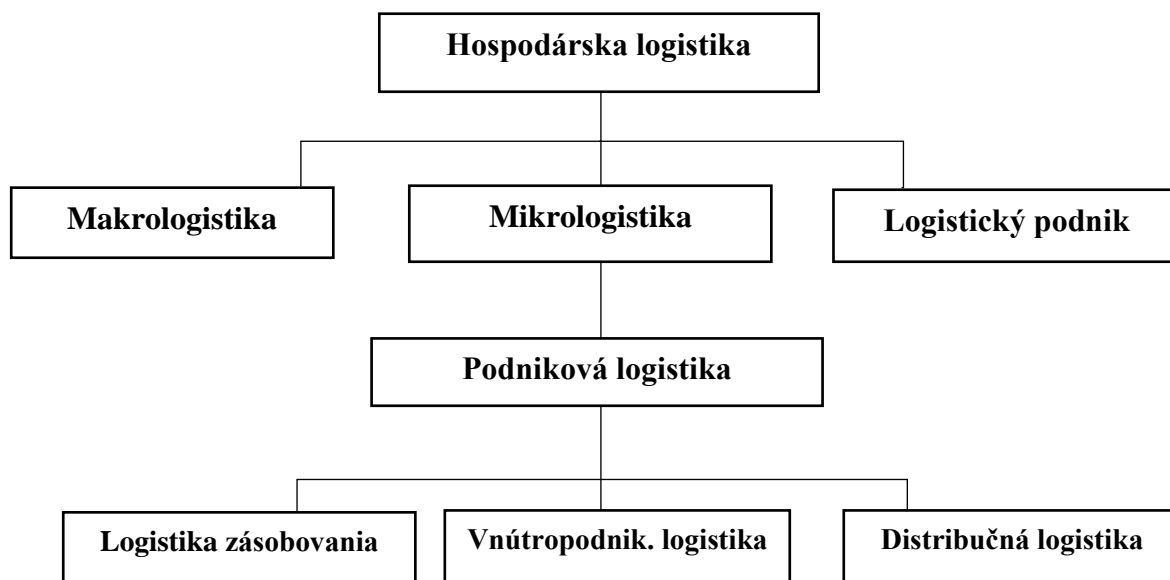 Hospodárska logistika
Makrologistika
Mikrologistika
Logistický podnik
Podniková logistika
Logistika zásobovania
Vnútropodnik. logistika
Distribučná logistika